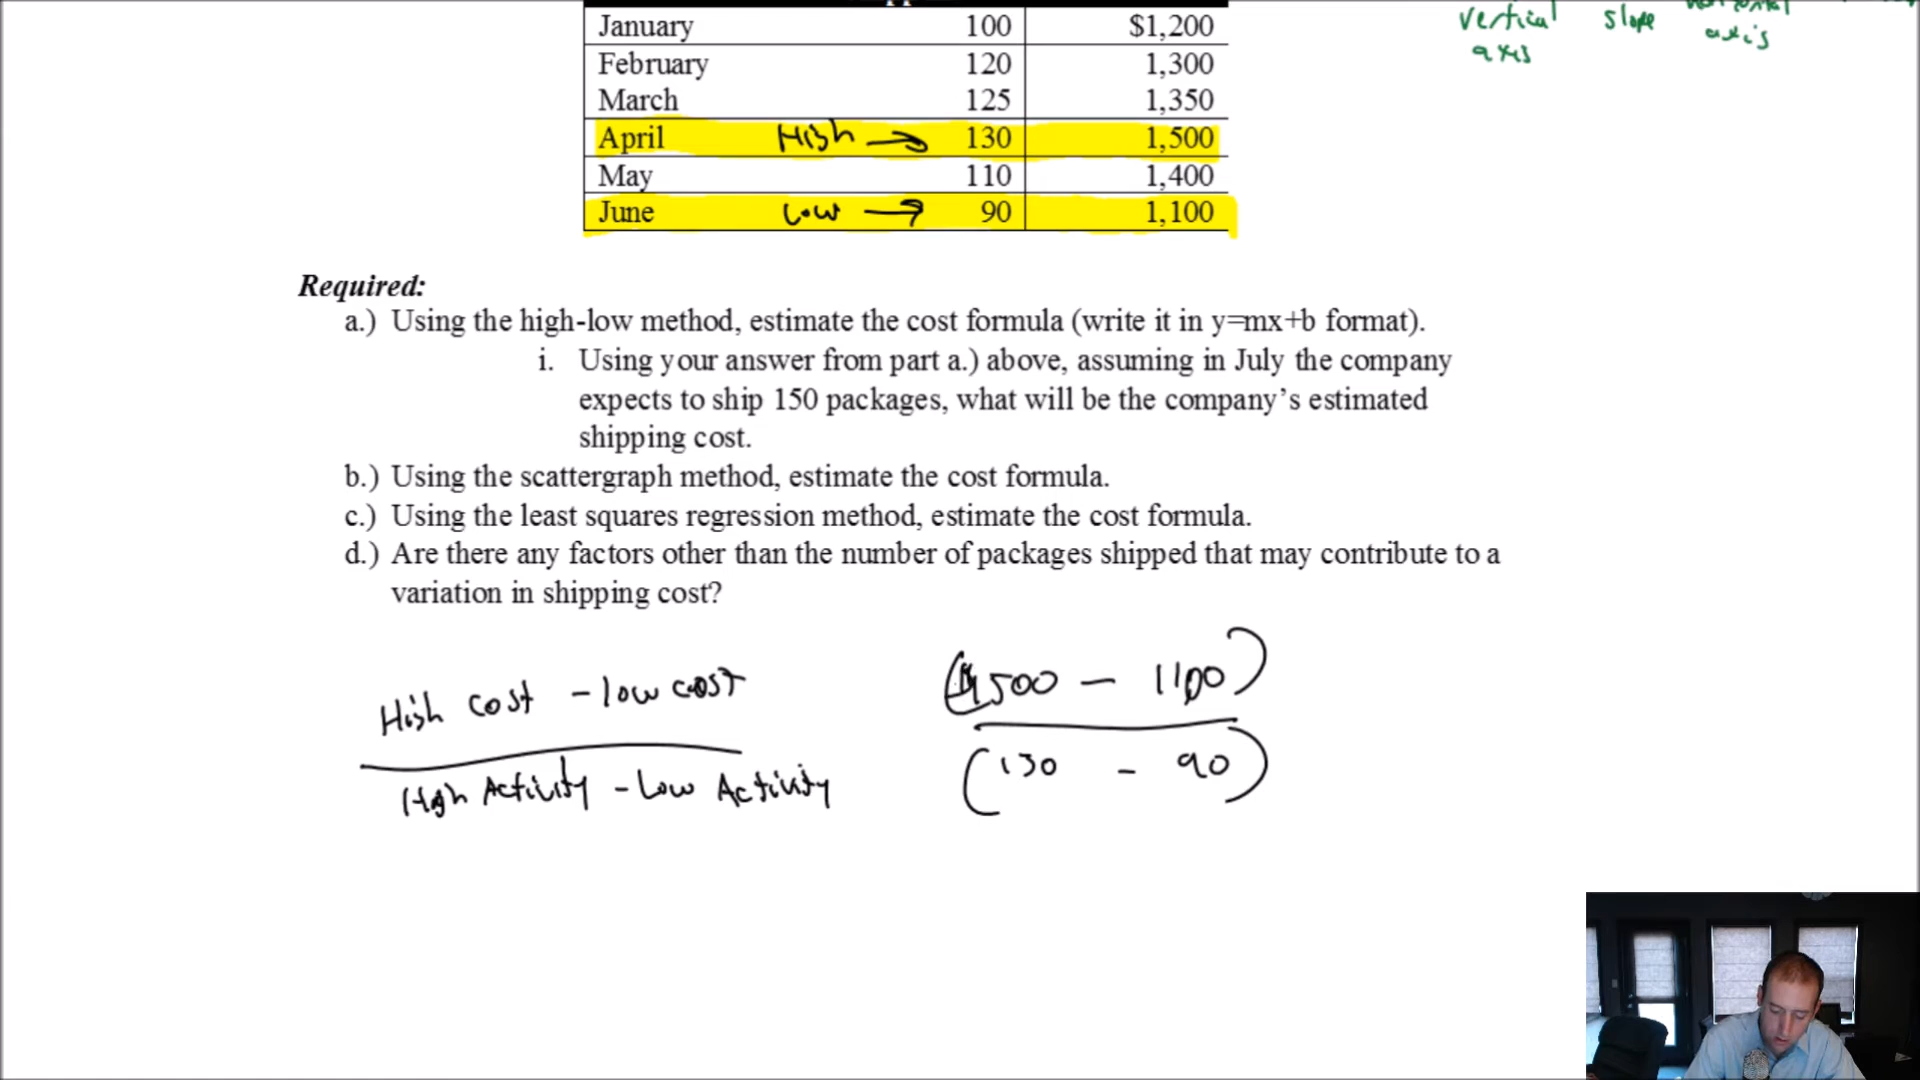 vertical slope
axis axis
January 100 $1,200
February 120 1,300
March 125 1,350
April High 130 1,500
May 110 1,400
June Low 90 1,100
Required:
a.) Using the high-low method, estimate the cost formula (write it in y=mx+b format).
i. Using your answer from part a.) above, assuming in July the company
expects to ship 150 packages, what will be the company's estimated
shipping cost.
b.) Using the scattergraph method, estimate the cost formula.
c.) Using the least squares regression method, estimate the cost formula.
d.) Are there any factors other than the number of packages shipped that may contribute to a
variation in shipping cost?
High cost - low cost
High Activity - Low Activity
(1500 - 1100)
(130 - 90)